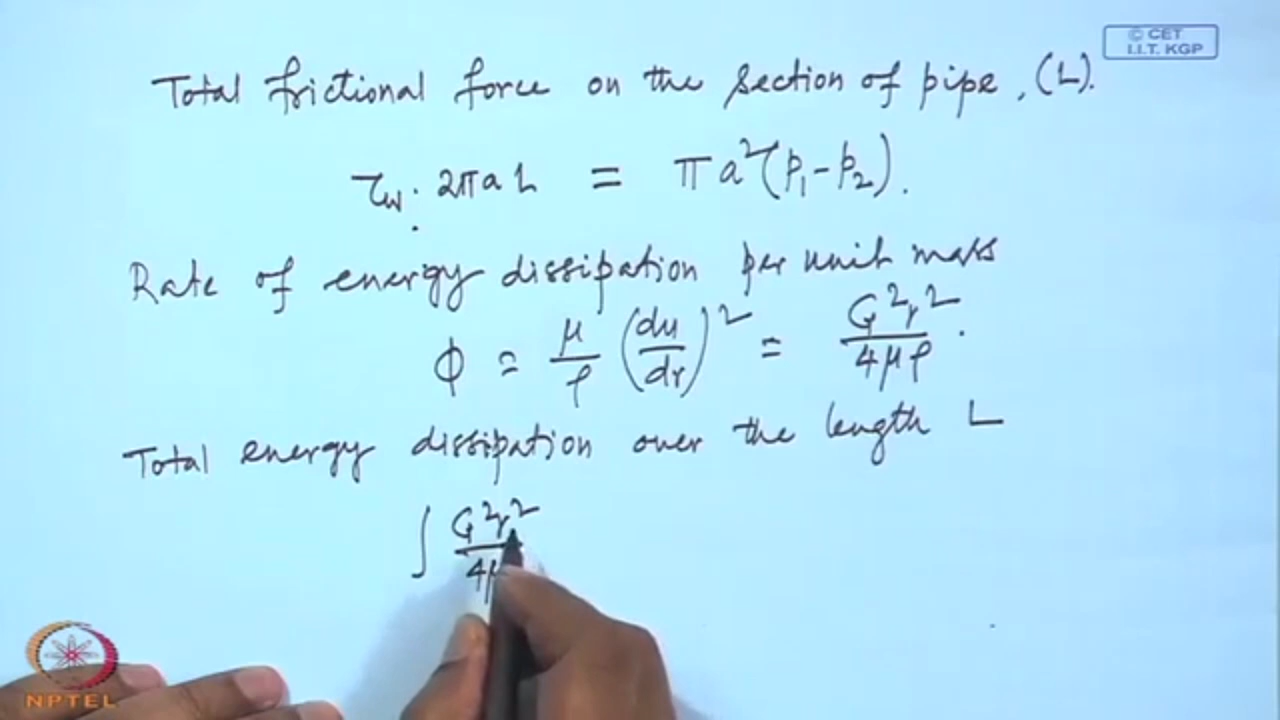 © CET
I.I.T. KGP
Total frictional force on the section of pipe, (L).
τw. 2πaL = πa²(p₁-p₂).
Rate of energy dissipation per unit mass
Φ = μ/ρ (du/dr)² = G²r²/4μρ.
Total energy dissipation over the length L
∫ G²r²/4μ
NPTEL